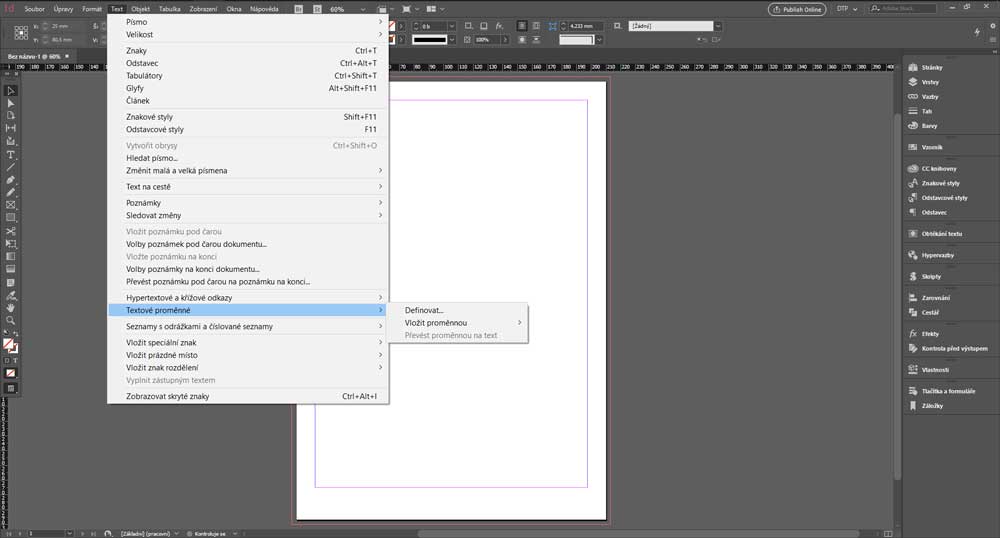 Id Soubor Úpravy Formát Text Objekt Tabulka Zobrazení Okna Nápověda Br St 60% Publish Online DTP Adobe Stock
X: 25 mm
Y: 80.5 mm
0 b
4.233 mm
[Žádný]
100%
Bez názvu-1 @ 60% ×
Písmo
Velikost
Znaky Ctrl+T
Odstavec Ctrl+Alt+T
Tabulátory Ctrl+Shift+T
Glyfy Alt+Shift+F11
Článek
Znakové styly Shift+F11
Odstavcové styly F11
Vytvořit obrysy Ctrl+Shift+O
Hledat písmo...
Změnit malá a velká písmena
Text na cestě
Poznámky
Sledovat změny
Vložit poznámku pod čarou
Volby poznámek pod čarou dokumentu...
Vložte poznámku na konci
Volby poznámky na konci dokumentu...
Převést poznámku pod čarou na poznámku na konci...
Hypertextové a křížové odkazy
Textové proměnné
Seznamy s odrážkami a číslované seznamy
Vložit speciální znak
Vložit prázdné místo
Vložit znak rozdělení
Vyplnit zástupným textem
Zobrazovat skryté znaky Ctrl+Alt+I
Definovat...
Vložit proměnnou
Převést proměnnou na text
Stránky
Vrstvy
Vazby
Tah
Barvy
Vzorník
CC knihovny
Znakové styly
Odstavcové styly
Odstavec
Obtékání textu
Hypervazby
Skripty
Zarovnání
Cestář
Efekty
Kontrola před výstupem
Vlastnosti
Tlačítka a formuláře
Záložky
1 [Základní] (pracovní) Kontroluje se